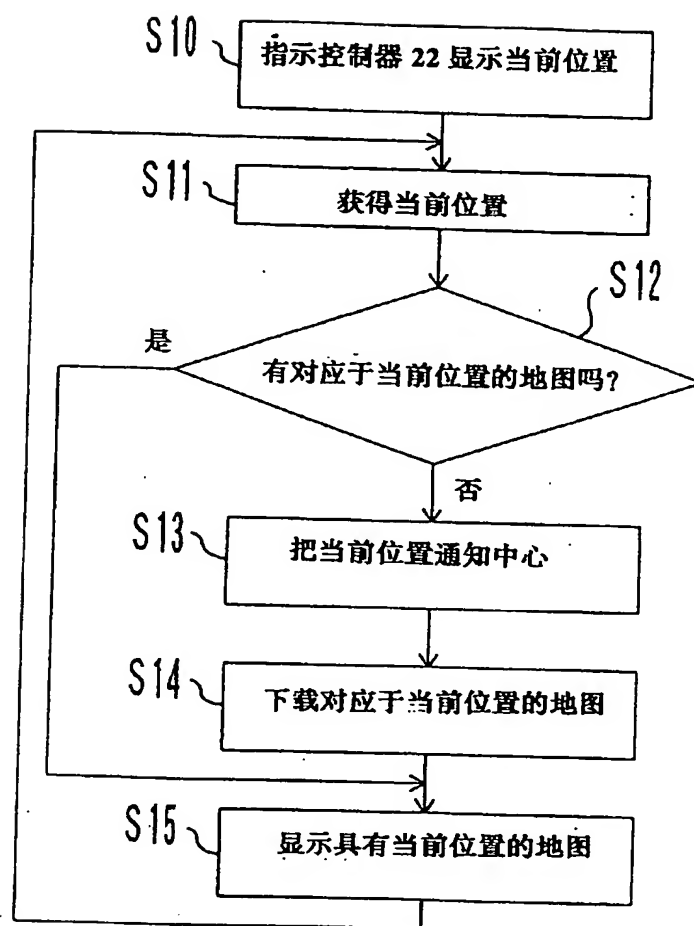 S10
指示控制器 22 显示当前位置
S11
获得当前位置
S12
是
有对应于当前位置的地图吗?
否
S13
把当前位置通知中心
S14
下载对应于当前位置的地图
S15
显示具有当前位置的地图